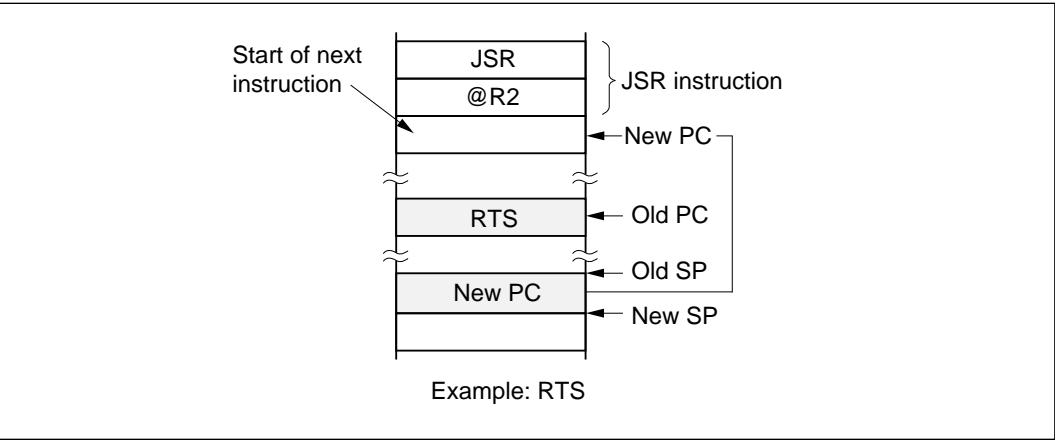 Start of next
instruction
JSR
@R2
JSR instruction
New PC
RTS
Old PC
Old SP
New PC
New SP
Example: RTS